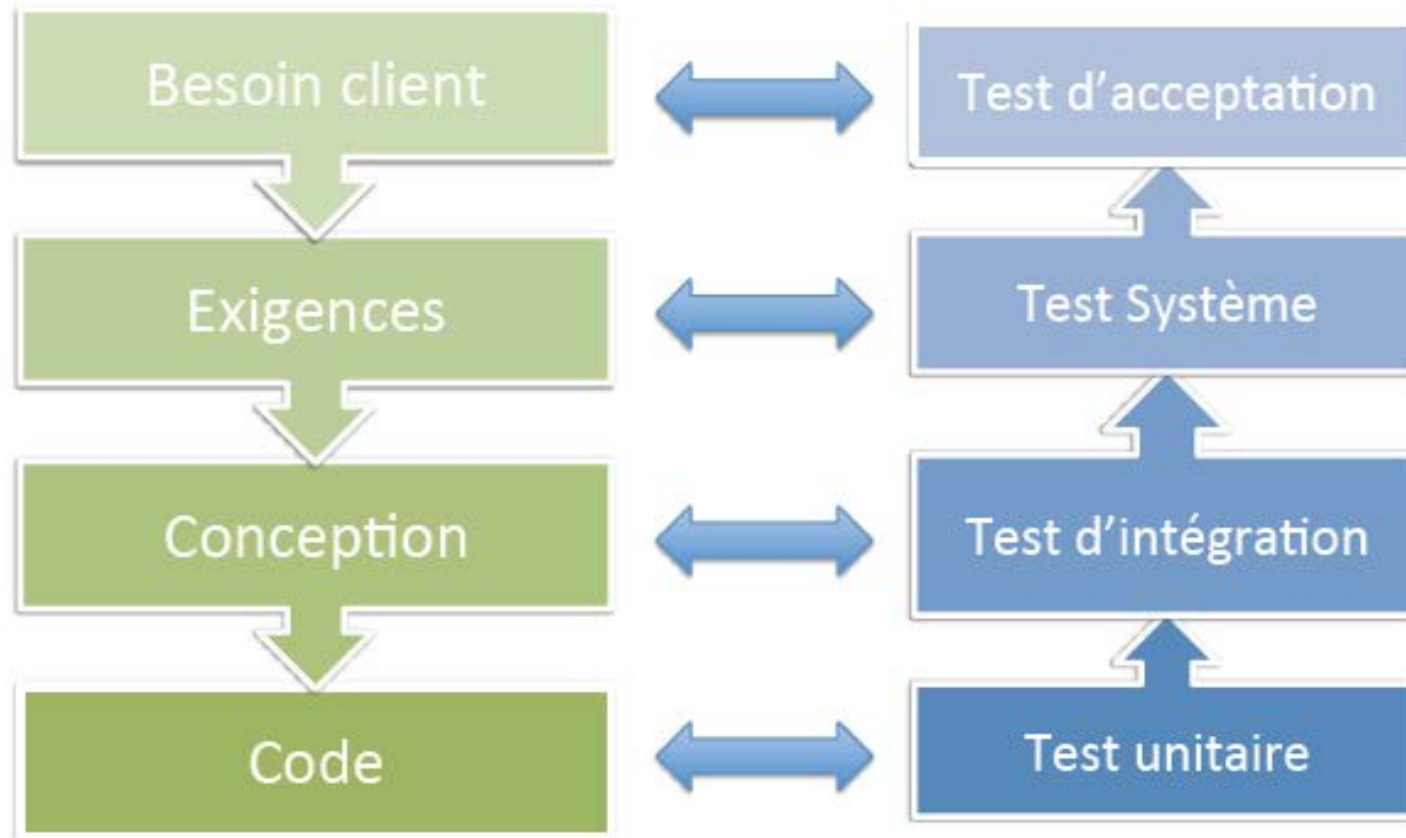 Besoin client
Test d’acceptation
Exigences
Test Système
Conception
Test d’intégration
Code
Test unitaire